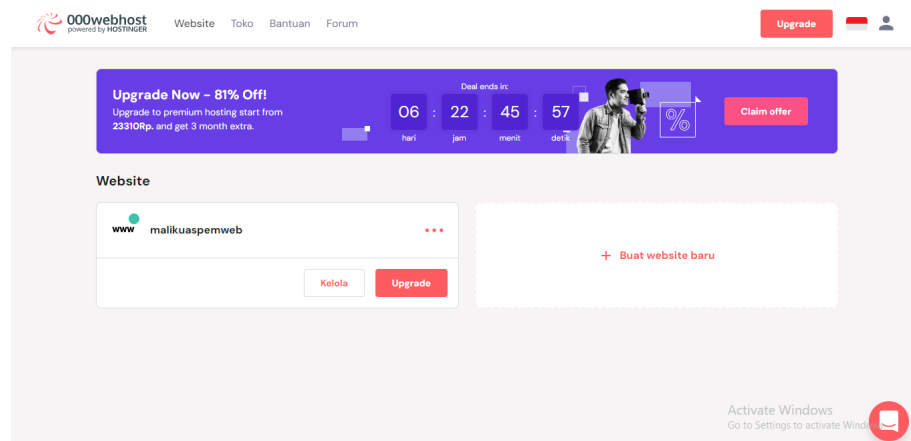 000webhost
powered by HOSTINGER
Website Toko Bantuan Forum
Upgrade
Upgrade Now - 81% Off!
Upgrade to premium hosting start from
23310Rp. and get 3 month extra.
Deal ends in:
06 : 22 : 45 : 57
hari jam menit detik
%
Claim offer
Website
www malikuaspemweb
Kelola
Upgrade
+ Buat website baru
Activate Windows
Go to Settings to activate Windows.